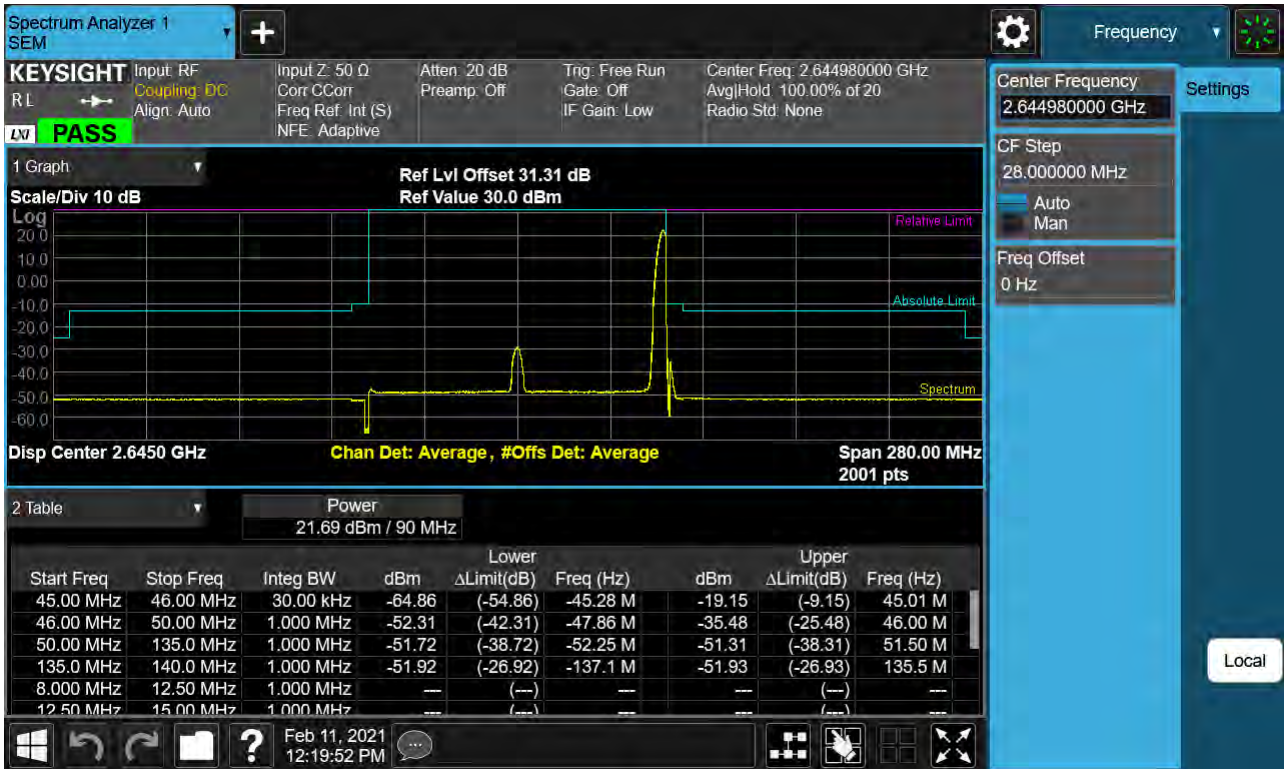 Spectrum Analyzer 1
SEM
+
Frequency
KEYSIGHT
R L
LXI
PASS
Input: RF
Coupling: DC
Align: Auto
Input Z: 50 Ω
Corr CCorr
Freq Ref: Int (S)
NFE: Adaptive
Atten: 20 dB
Preamp: Off
Trig: Free Run
Gate: Off
IF Gain: Low
Center Freq: 2.644980000 GHz
Avg|Hold: 100.00% of 20
Radio Std: None
Center Frequency
2.644980000 GHz
Settings
CF Step
28.000000 MHz
Auto
Man
Freq Offset
0 Hz
Local
1 Graph
Scale/Div 10 dB
Ref Lvl Offset 31.31 dB
Ref Value 30.0 dBm
Log
20.0
10.0
0.00
-10.0
-20.0
-30.0
-40.0
-50.0
-60.0
Relative Limit
Absolute Limit
Spectrum
Disp Center 2.6450 GHz
Chan Det: Average, #Offs Det: Average
Span 280.00 MHz
2001 pts
2 Table
Power
21.69 dBm / 90 MHz
Lower Upper
Start Freq Stop Freq Integ BW dBm ΔLimit(dB) Freq (Hz) dBm ΔLimit(dB) Freq (Hz)
45.00 MHz 46.00 MHz 30.00 kHz -64.86 (-54.86) -45.28 M -19.15 (-9.15) 45.01 M
46.00 MHz 50.00 MHz 1.000 MHz -52.31 (-42.31) -47.86 M -35.48 (-25.48) 46.00 M
50.00 MHz 135.0 MHz 1.000 MHz -51.72 (-38.72) -52.25 M -51.31 (-38.31) 51.50 M
135.0 MHz 140.0 MHz 1.000 MHz -51.92 (-26.92) -137.1 M -51.93 (-26.93) 135.5 M
8.000 MHz 12.50 MHz 1.000 MHz --- (---) --- --- (---) ---
12.50 MHz 15.00 MHz 1.000 MHz --- (---) --- --- (---) ---
?
Feb 11, 2021
12:19:52 PM